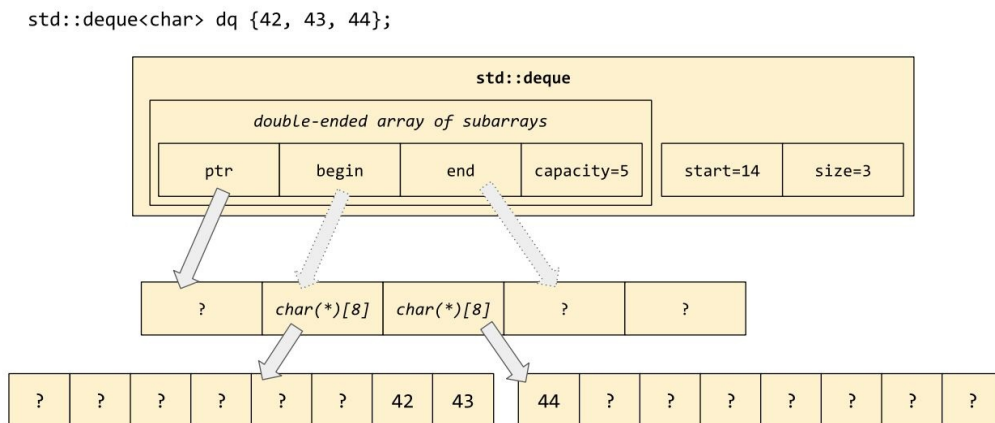 std::deque<char> dq {42, 43, 44};
std::deque
double-ended array of subarrays
ptr begin end capacity=5 start=14 size=3
? char(*)[8] char(*)[8] ? ?
? ? ? ? ? ? 42 43 44 ? ? ? ? ? ? ?